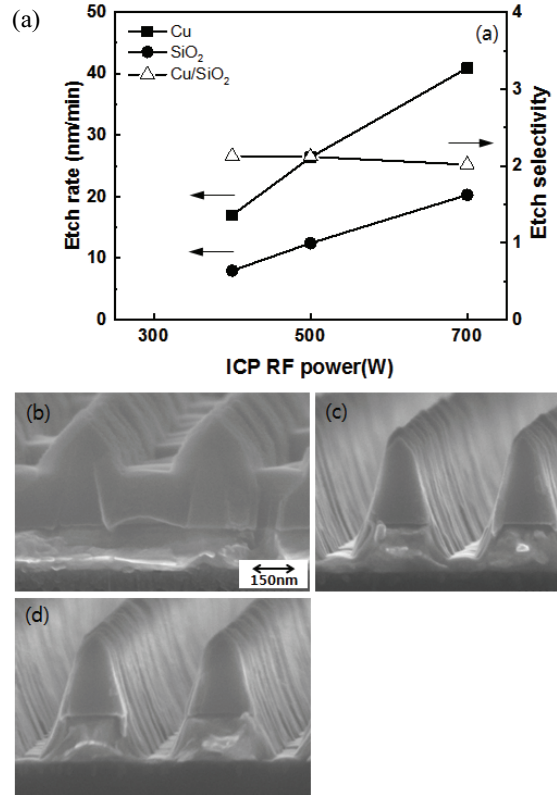 (a)
(a)
Cu
SiO₂
Cu/SiO₂
Etch rate (nm/min)
50
40
30
20
10
0
Etch selectivity
4
3
2
1
0
300
500
700
ICP RF power(W)
(b)
150nm
(c)
(d)